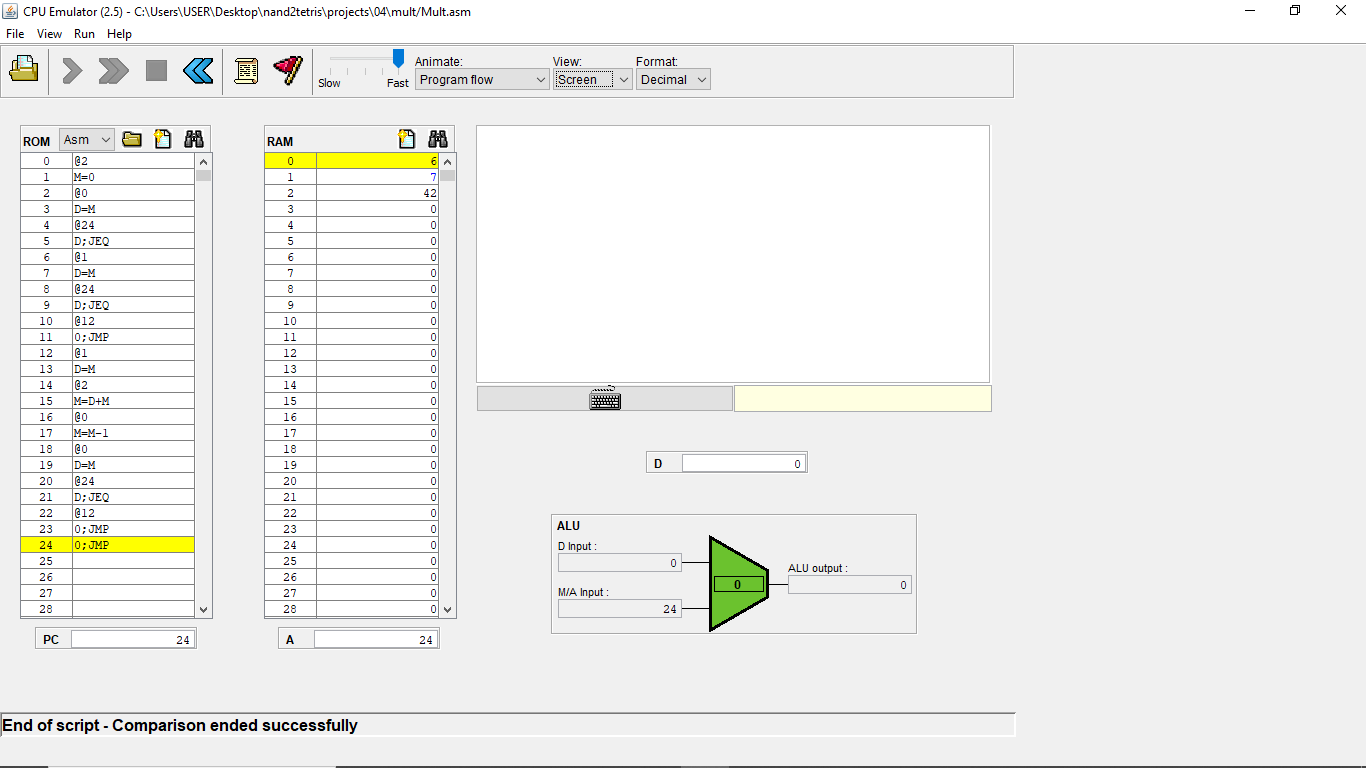 CPU Emulator (2.5) - C:\Users\USER\Desktop\nand2tetris\projects\04\mult/Mult.asm
File View Run Help
Slow Fast
Animate:
Program flow
View:
Screen
Format:
Decimal
ROM Asm
0 @2
1 M=0
2 @0
3 D=M
4 @24
5 D;JEQ
6 @1
7 D=M
8 @24
9 D;JEQ
10 @12
11 0;JMP
12 @1
13 D=M
14 @2
15 M=D+M
16 @0
17 M=M-1
18 @0
19 D=M
20 @24
21 D;JEQ
22 @12
23 0;JMP
24 0;JMP
25
26
27
28
PC 24
RAM
0 6
1 7
2 42
3 0
4 0
5 0
6 0
7 0
8 0
9 0
10 0
11 0
12 0
13 0
14 0
15 0
16 0
17 0
18 0
19 0
20 0
21 0
22 0
23 0
24 0
25 0
26 0
27 0
28 0
A 24
D 0
ALU
D Input :
0
M/A Input :
24
0
ALU output :
0
End of script - Comparison ended successfully